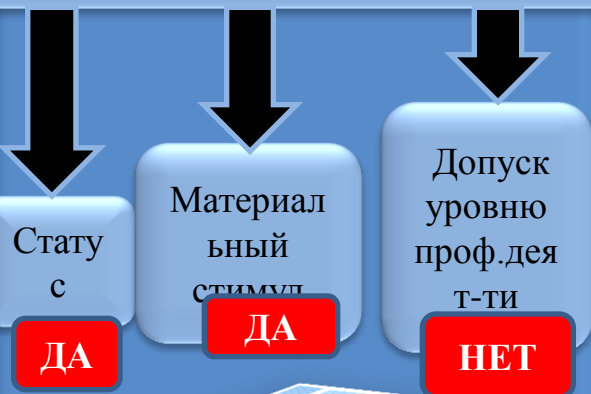 Стату
с
ДА
Материал
ьный
стимул
ДА
Допуск
уровню
проф.дея
т-ти
НЕТ